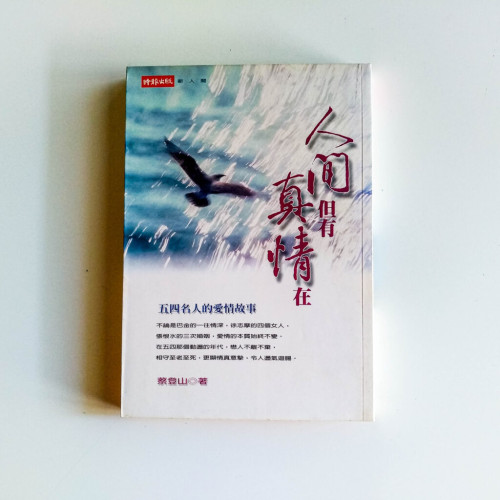 時報出版
人間但有真情在
五四名人的愛情故事
不論是巴金的一往情深，徐志摩的四個女人，
張恨水的三次婚姻，愛情的本質始終不變。
在五四那個動盪的年代，戀人不離不棄，
相守至老至死，更顯情真意摯，令人盪氣迴腸。
蔡登山◎著